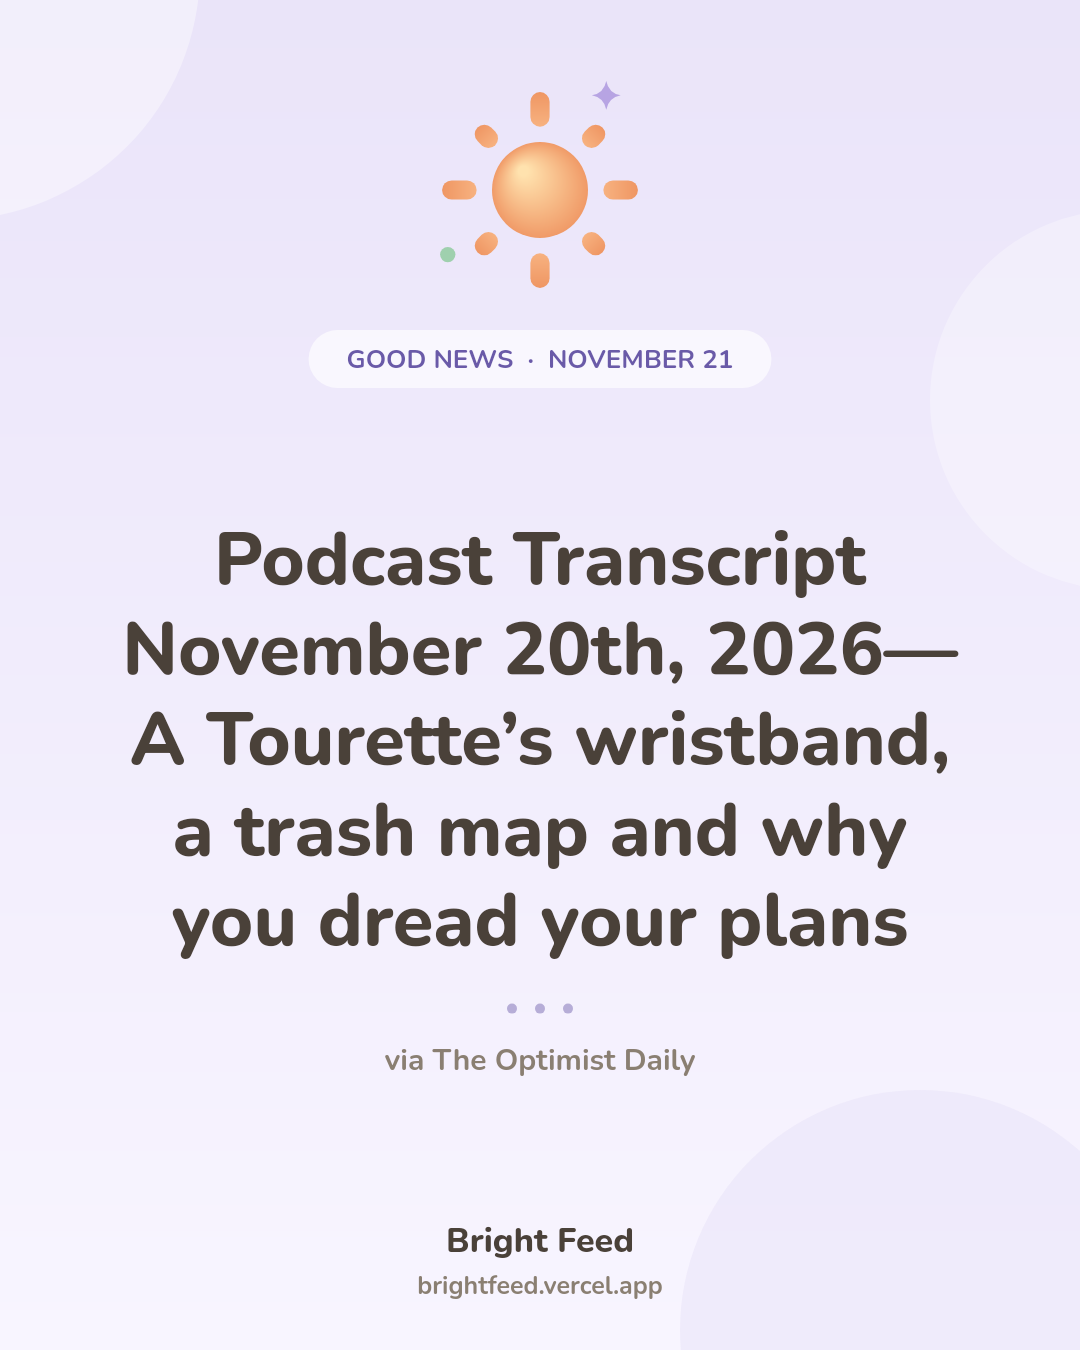 GOOD NEWS · NOVEMBER 21
Podcast Transcript
November 20th, 2026—
A Tourette’s wristband,
a trash map and why
you dread your plans
via The Optimist Daily
Bright Feed
brightfeed.vercel.app